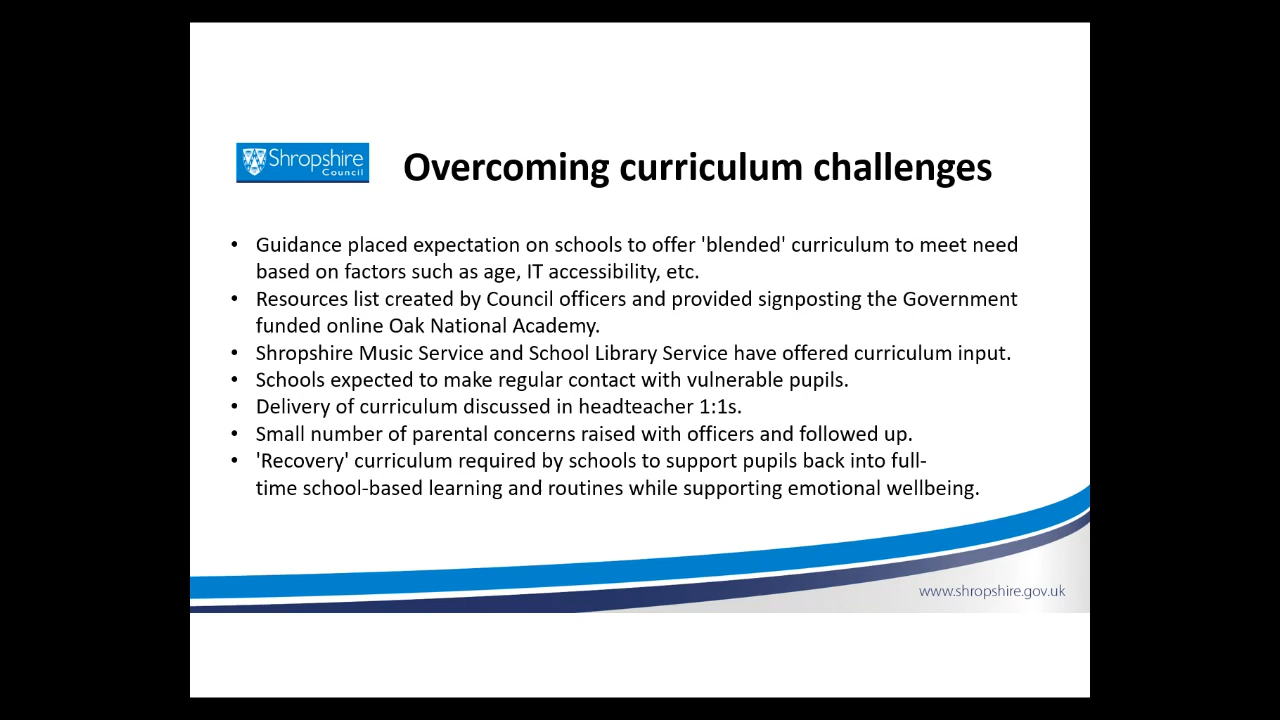 Shropshire
Council
Overcoming curriculum challenges
• Guidance placed expectation on schools to offer 'blended' curriculum to meet need
based on factors such as age, IT accessibility, etc.
• Resources list created by Council officers and provided signposting the Government
funded online Oak National Academy.
• Shropshire Music Service and School Library Service have offered curriculum input.
• Schools expected to make regular contact with vulnerable pupils.
• Delivery of curriculum discussed in headteacher 1:1s.
• Small number of parental concerns raised with officers and followed up.
• 'Recovery' curriculum required by schools to support pupils back into full-
time school-based learning and routines while supporting emotional wellbeing.
www.shropshire.gov.uk